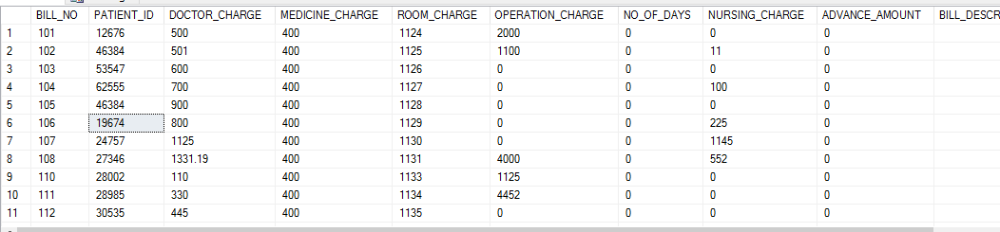 BILL_NO PATIENT_ID DOCTOR_CHARGE MEDICINE_CHARGE ROOM_CHARGE OPERATION_CHARGE NO_OF_DAYS NURSING_CHARGE ADVANCE_AMOUNT BILL_DESCR
1 101 12676 500 400 1124 2000 0 0 0
2 102 46384 501 400 1125 1100 0 11 0
3 103 53547 600 400 1126 0 0 0 0
4 104 62555 700 400 1127 0 0 100 0
5 105 46384 900 400 1128 0 0 0 0
6 106 19674 800 400 1129 0 0 225 0
7 107 24757 1125 400 1130 0 0 1145 0
8 108 27346 1331.19 400 1131 4000 0 552 0
9 110 28002 110 400 1133 1125 0 0 0
10 111 28985 330 400 1134 4452 0 0 0
11 112 30535 445 400 1135 0 0 0 0